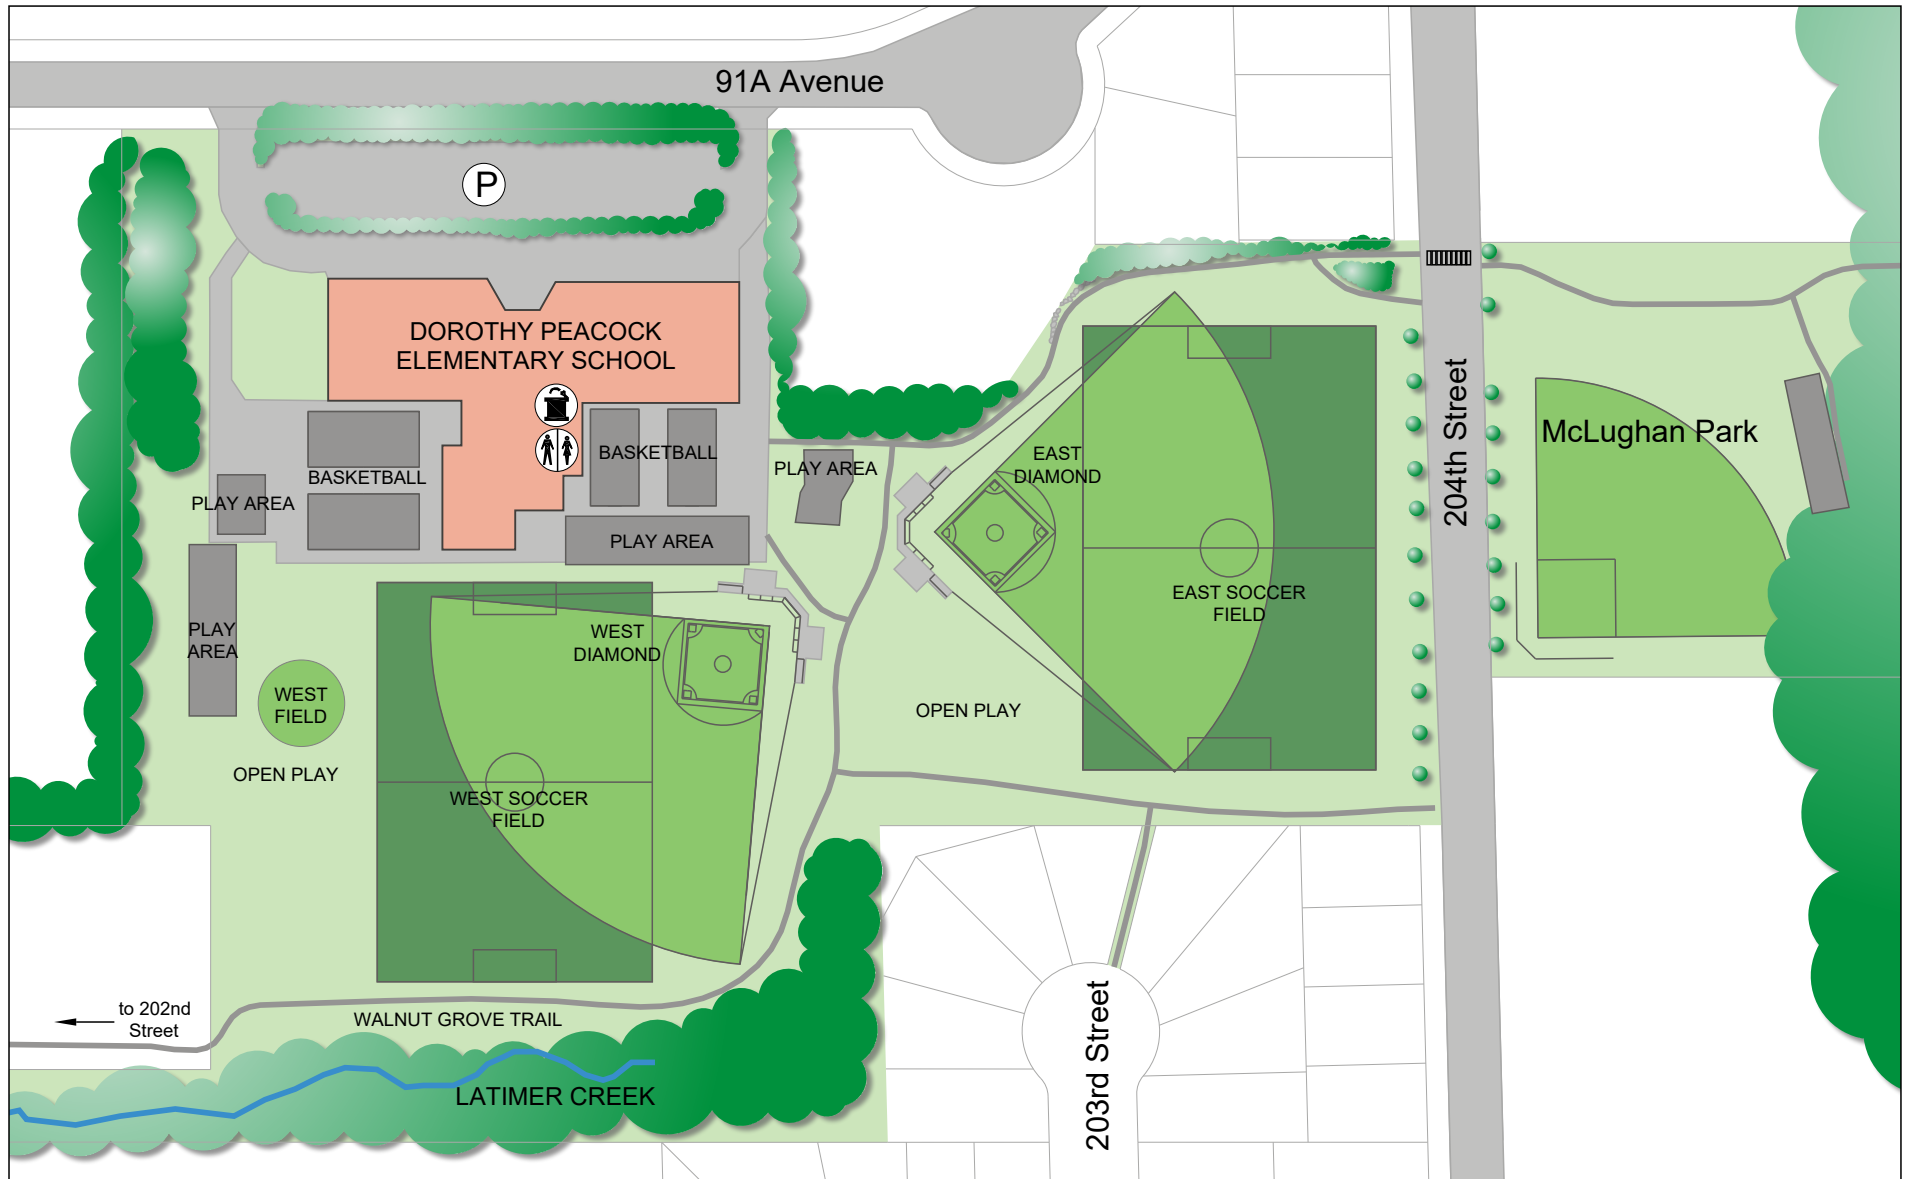 91A Avenue
P
DOROTHY PEACOCK
ELEMENTARY SCHOOL
204th Street
McLughan Park
BASKETBALL
BASKETBALL
PLAY AREA
PLAY AREA
PLAY AREA
EAST
DIAMOND
EAST SOCCER
FIELD
PLAY
AREA
WEST
DIAMOND
WEST
FIELD
OPEN PLAY
OPEN PLAY
WEST SOCCER
FIELD
to 202nd
Street
WALNUT GROVE TRAIL
LATIMER CREEK
203rd Street